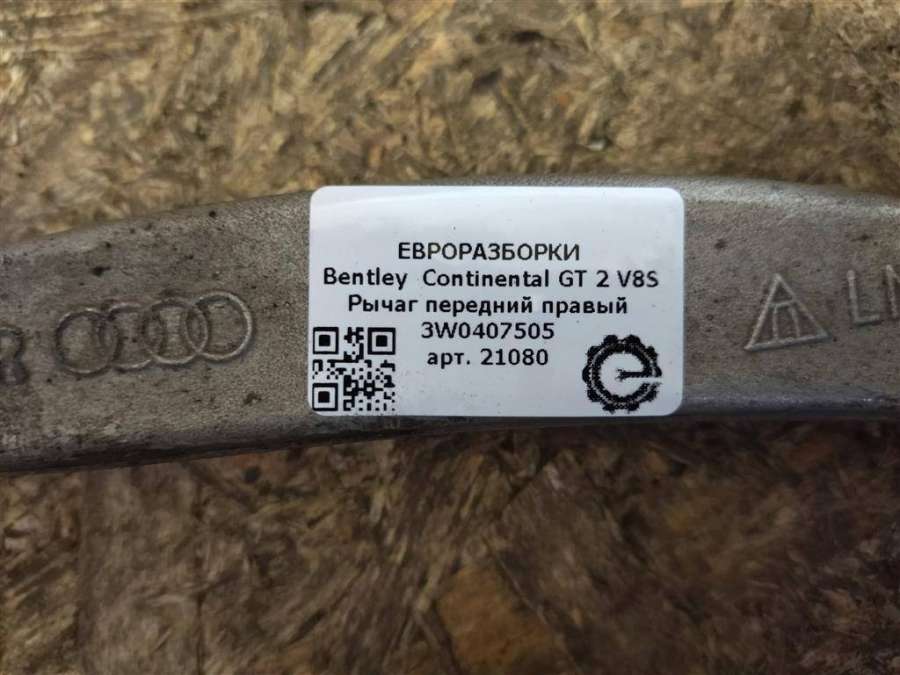 ЕВРОРАЗБОРКИ
Bentley Continental GT 2 V8S
Рычаг передний правый
3W0407505
арт. 21080